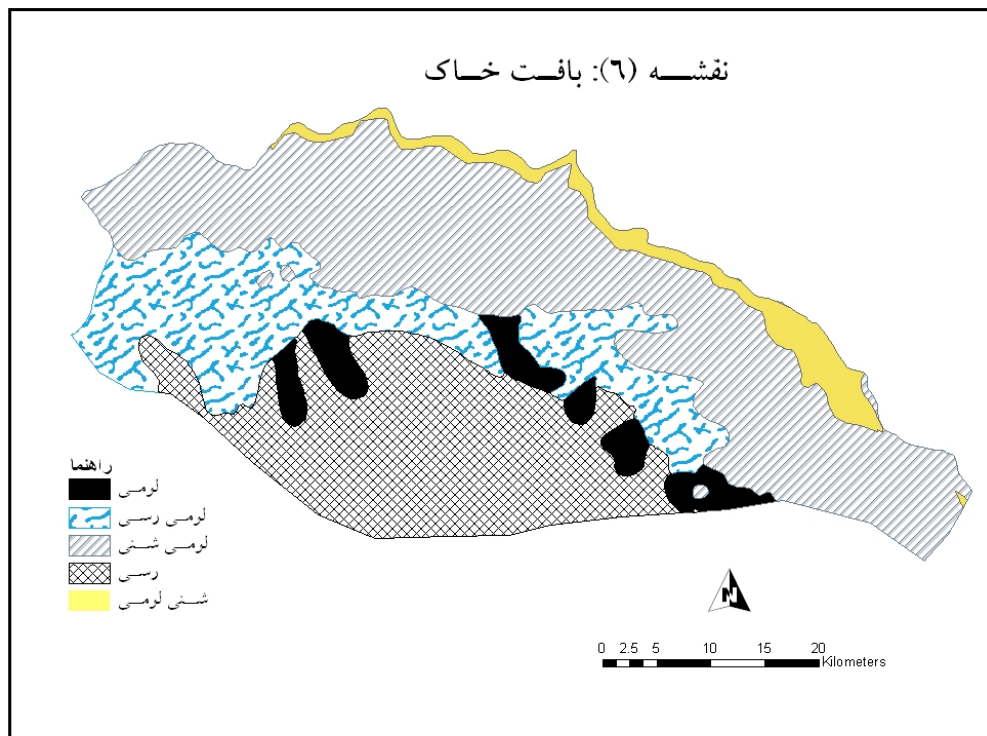 نقشه (٦): بافت خاک
راهنما
لومی
لومی رسی
لومی شنی
رسی
شنی لومی
N
0 2.5 5 10 15 20
Kilometers